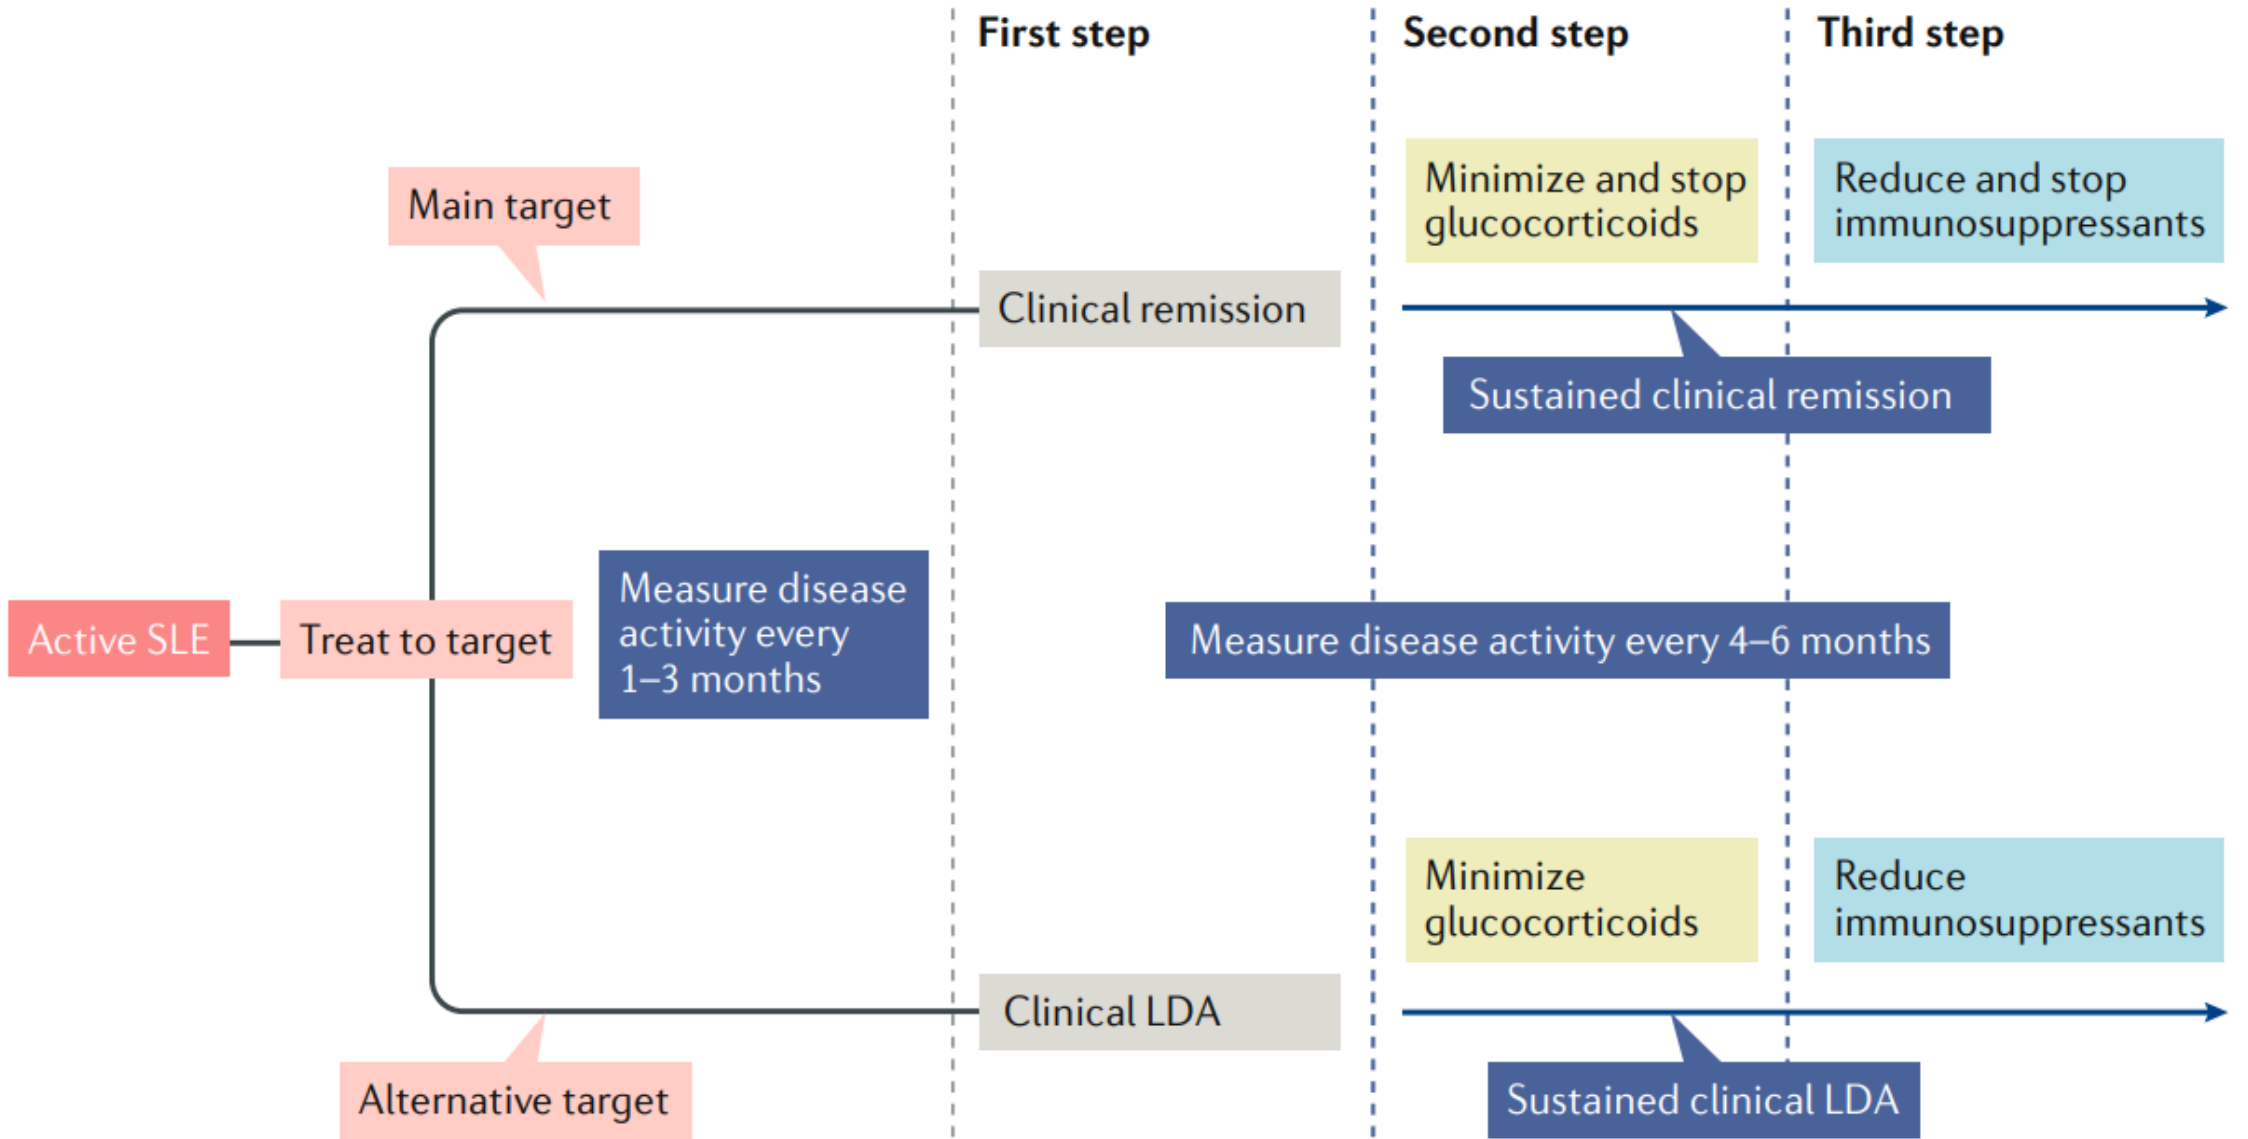 First step
Second step
Third step
Main target
Minimize and stop
glucocorticoids
Reduce and stop
immunosuppressants
Clinical remission
Sustained clinical remission
Active SLE
Treat to target
Measure disease
activity every
1–3 months
Measure disease activity every 4–6 months
Minimize
glucocorticoids
Reduce
immunosuppressants
Clinical LDA
Alternative target
Sustained clinical LDA